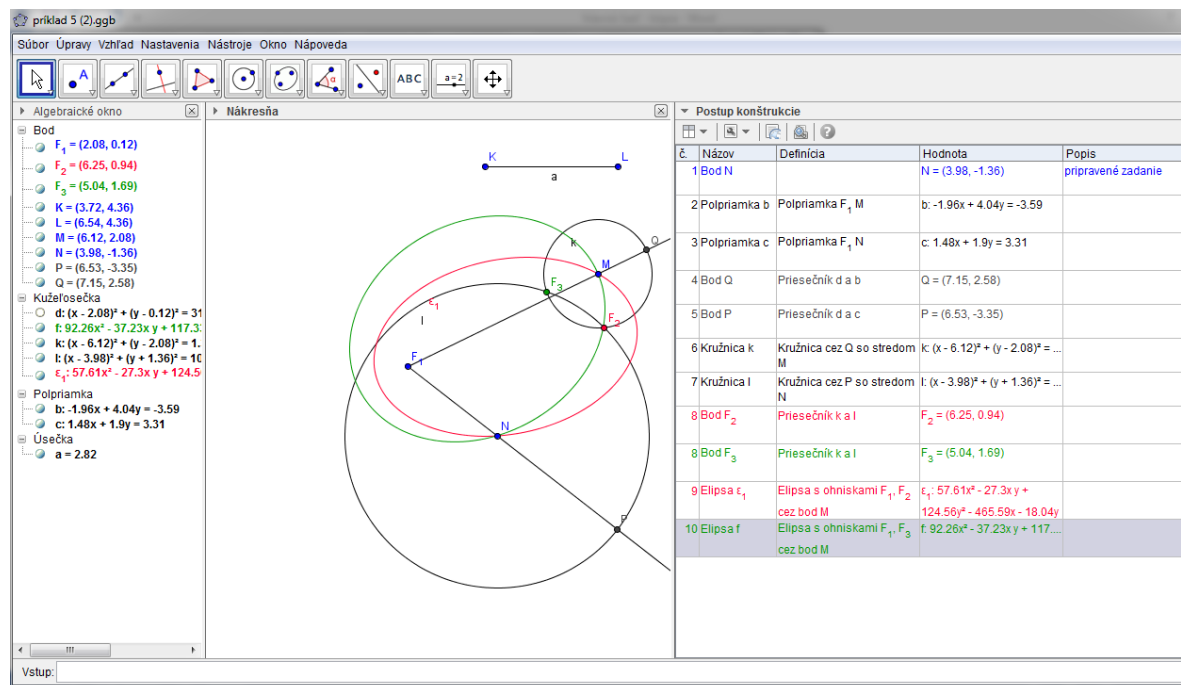 príklad 5 (2).ggb
Súbor Úpravy Vzhľad Nastavenia Nástroje Okno Nápoveda
A
α
ABC
a=2
Algebraické okno
Bod
F₁ = (2.08, 0.12)
F₂ = (6.25, 0.94)
F₃ = (5.04, 1.69)
K = (3.72, 4.36)
L = (6.54, 4.36)
M = (6.12, 2.08)
N = (3.98, -1.36)
P = (6.53, -3.35)
Q = (7.15, 2.58)
Kužeľosečka
d: (x - 2.08)² + (y - 0.12)² = 31
f: 92.26x² - 37.23x y + 117.3
k: (x - 6.12)² + (y - 2.08)² = 1.
l: (x - 3.98)² + (y + 1.36)² = 10
ε₁: 57.61x² - 27.3x y + 124.5
Polpriamka
b: -1.96x + 4.04y = -3.59
c: 1.48x + 1.9y = 3.31
Úsečka
a = 2.82
Nákresňa
K
L
a
k
Q
M
F₃
ε₁
l
F₂
F₁
N
P
Postup konštrukcie
č. Názov Definícia Hodnota Popis
1 Bod N N = (3.98, -1.36) pripravené zadanie
2 Polpriamka b Polpriamka F₁ M b: -1.96x + 4.04y = -3.59
3 Polpriamka c Polpriamka F₁ N c: 1.48x + 1.9y = 3.31
4 Bod Q Priesečník d a b Q = (7.15, 2.58)
5 Bod P Priesečník d a c P = (6.53, -3.35)
6 Kružnica k Kružnica cez Q so stredom k: (x - 6.12)² + (y - 2.08)² = ...
M
7 Kružnica l Kružnica cez P so stredom l: (x - 3.98)² + (y + 1.36)² = ...
N
8 Bod F₂ Priesečník k a l F₂ = (6.25, 0.94)
8 Bod F₃ Priesečník k a l F₃ = (5.04, 1.69)
9 Elipsa ε₁ Elipsa s ohniskami F₁, F₂ ε₁: 57.61x² - 27.3x y +
cez bod M 124.56y² - 465.59x - 18.04y
10 Elipsa f Elipsa s ohniskami F₁, F₃ f: 92.26x² - 37.23x y + 117....
cez bod M
Vstup: